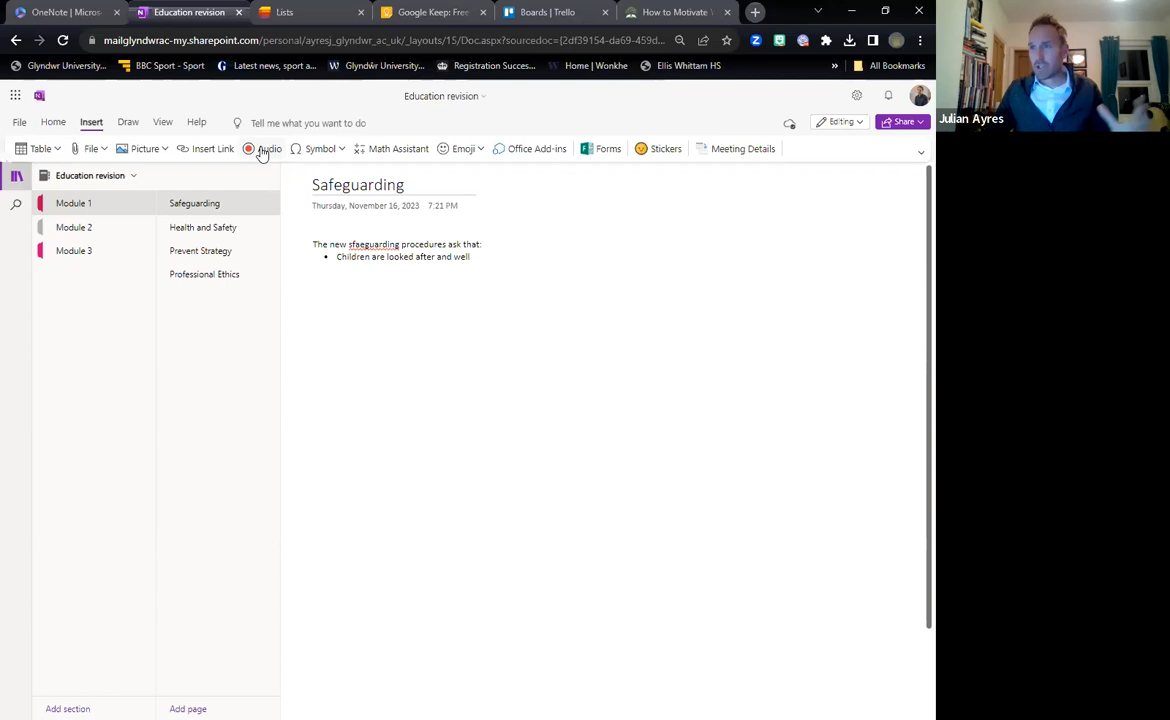 OneNote | Micros
Education revision
Lists
Google Keep: Free
Boards | Trello
How to Motivate
mailglyndwrac-my.sharepoint.com/personal/ayresj_glyndwr_ac_uk/_layouts/15/Doc.aspx?sourcedoc={2df39154-da69-459d...
Glyndwr University...
BBC Sport - Sport
Latest news, sport a...
Glyndŵr University...
Registration Succes...
Home | Wonkhe
Ellis Whittam HS
»
All Bookmarks
Education revision
File
Home
Insert
Draw
View
Help
Tell me what you want to do
Editing
Share
Table
File
Picture
Insert Link
Audio
Symbol
Math Assistant
Emoji
Office Add-ins
Forms
Stickers
Meeting Details
Education revision
Module 1
Module 2
Module 3
Safeguarding
Health and Safety
Prevent Strategy
Professional Ethics
Safeguarding
Thursday, November 16, 2023 7:21 PM
The new sfaeguarding procedures ask that:
• Children are looked after and well
Add section
Add page
Julian Ayres